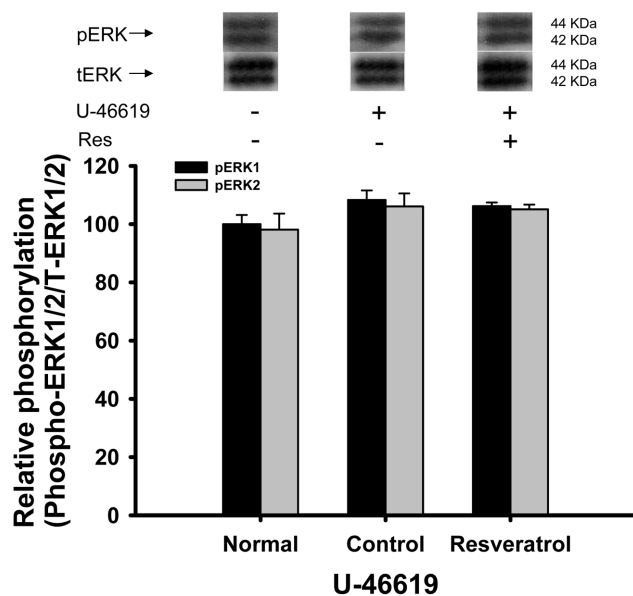 pERK 44 KDa
42 KDa
tERK 44 KDa
42 KDa
U-46619 - + +
Res - - +
120
100
80
60
40
20
0
pERK1
pERK2
Relative phosphorylation
(Phospho-ERK1/2/T-ERK1/2)
Normal Control Resveratrol
U-46619